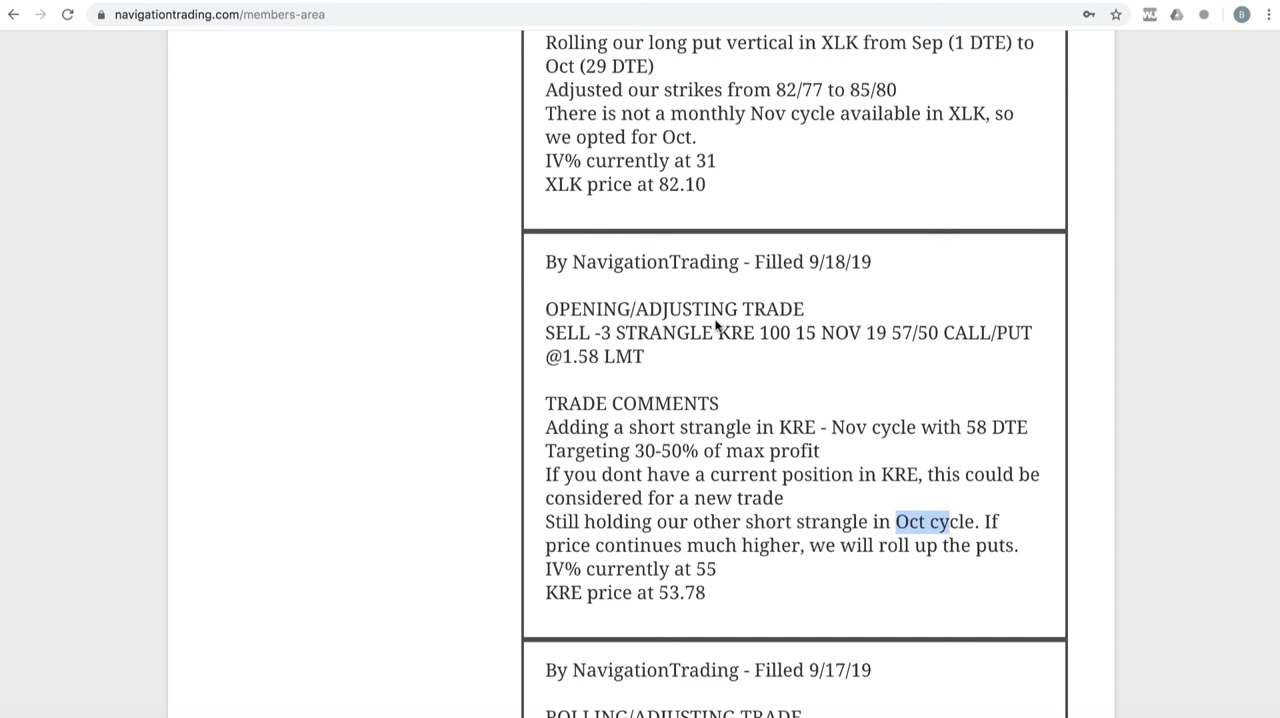 navigationtrading.com/members-area
B
Rolling our long put vertical in XLK from Sep (1 DTE) to
Oct (29 DTE)
Adjusted our strikes from 82/77 to 85/80
There is not a monthly Nov cycle available in XLK, so
we opted for Oct.
IV% currently at 31
XLK price at 82.10
By NavigationTrading - Filled 9/18/19
OPENING/ADJUSTING TRADE
SELL -3 STRANGLE KRE 100 15 NOV 19 57/50 CALL/PUT
@1.58 LMT
TRADE COMMENTS
Adding a short strangle in KRE - Nov cycle with 58 DTE
Targeting 30-50% of max profit
If you dont have a current position in KRE, this could be
considered for a new trade
Still holding our other short strangle in Oct cycle. If
price continues much higher, we will roll up the puts.
IV% currently at 55
KRE price at 53.78
By NavigationTrading - Filled 9/17/19
ROLLING/ADJUSTING TRADE